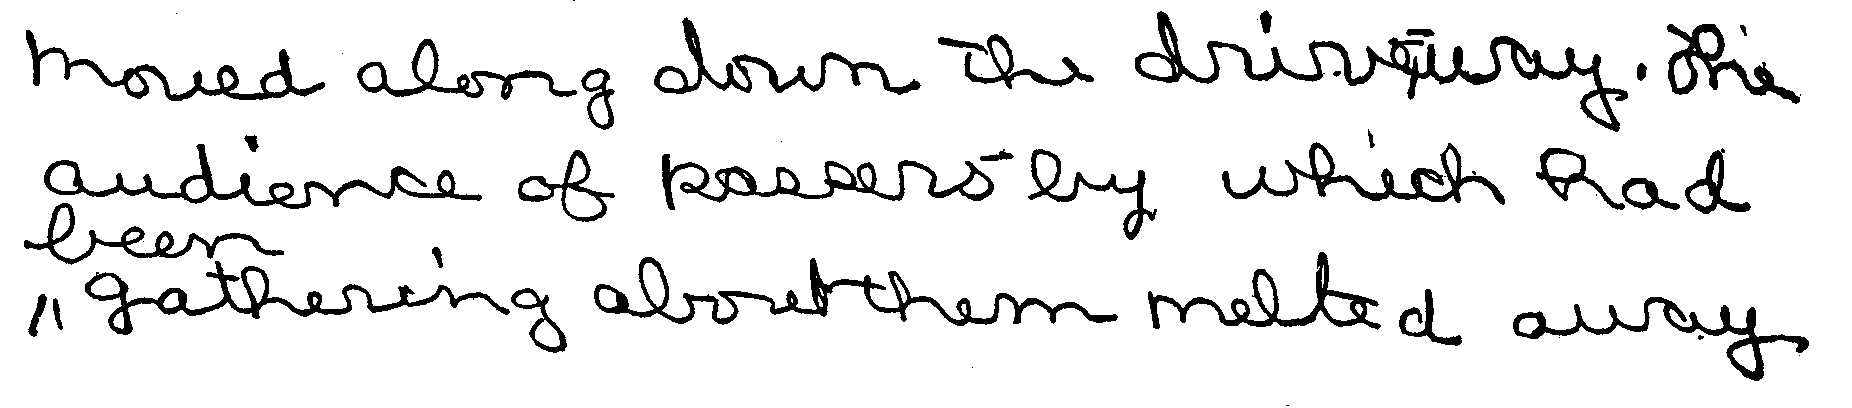 moved along down the driveway. The
audience of passers-by which had
been
" gathering about them melted away